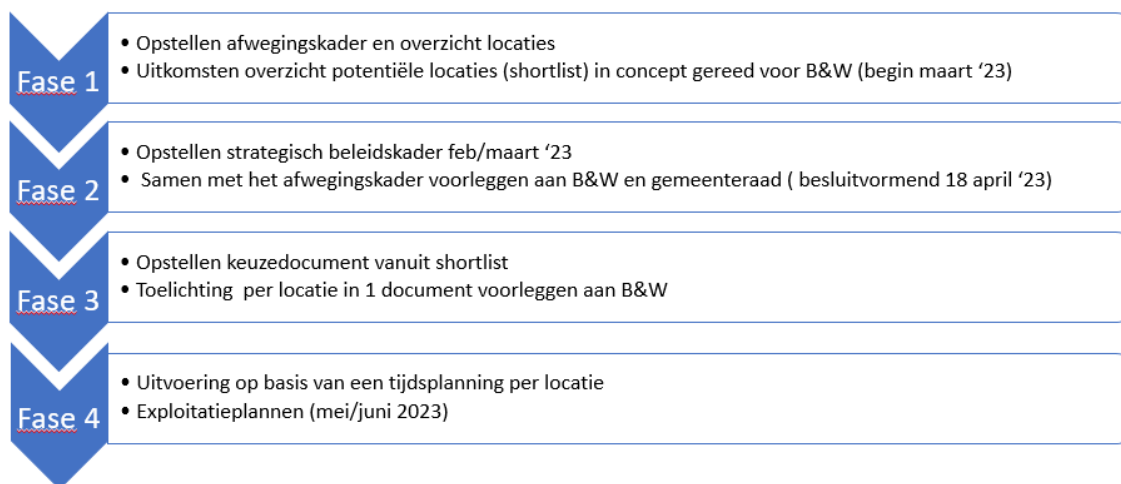 Fase 1
• Opstellen afwegingskader en overzicht locaties
• Uitkomsten overzicht potentiële locaties (shortlist) in concept gereed voor B&W (begin maart ‘23)
Fase 2
• Opstellen strategisch beleidskader feb/maart ‘23
• Samen met het afwegingskader voorleggen aan B&W en gemeenteraad ( besluitvormend 18 april ‘23)
Fase 3
• Opstellen keuzedocument vanuit shortlist
• Toelichting per locatie in 1 document voorleggen aan B&W
Fase 4
• Uitvoering op basis van een tijdsplanning per locatie
• Exploitatieplannen (mei/juni 2023)